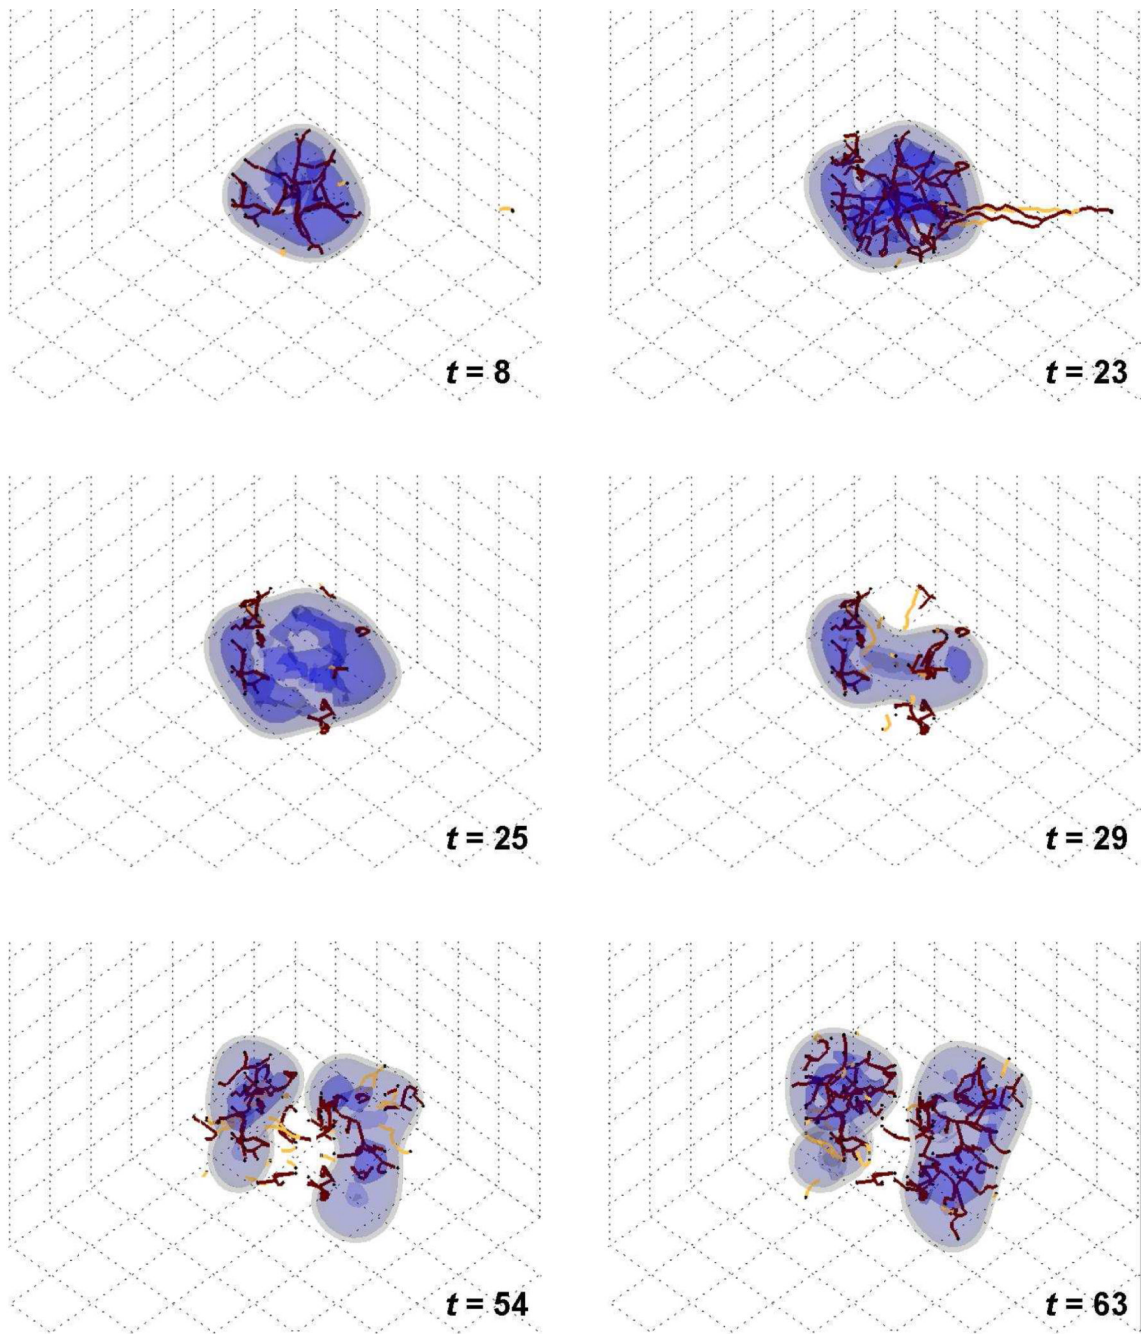 t = 8
t = 23
t = 25
t = 29
t = 54
t = 63